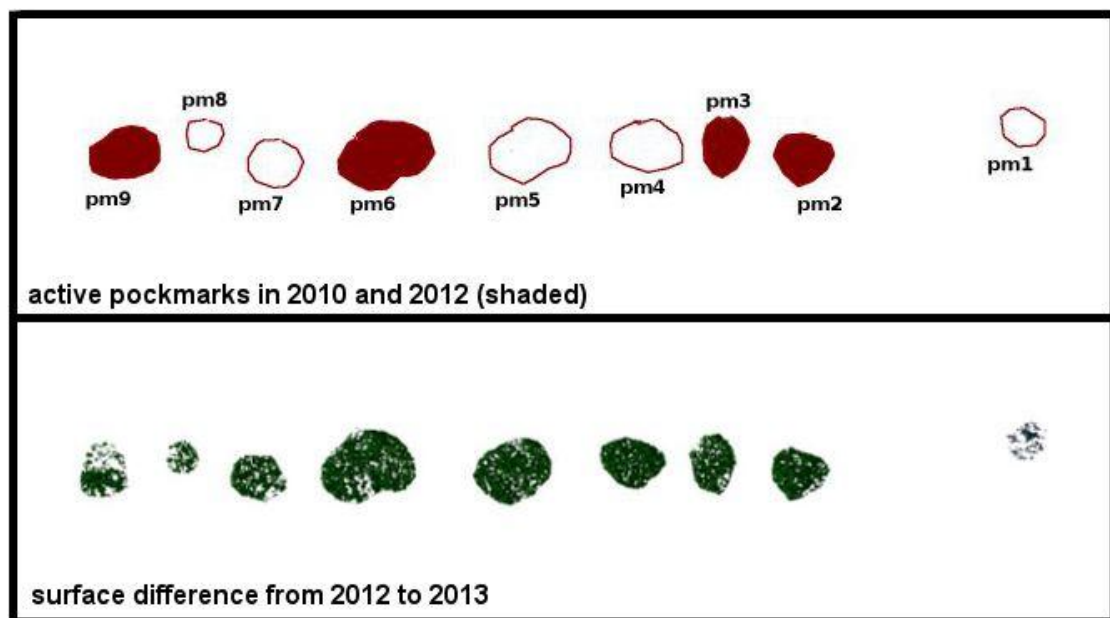 pm8
pm3
pm9
pm7
pm6
pm5
pm4
pm2
pm1
active pockmarks in 2010 and 2012 (shaded)
surface difference from 2012 to 2013